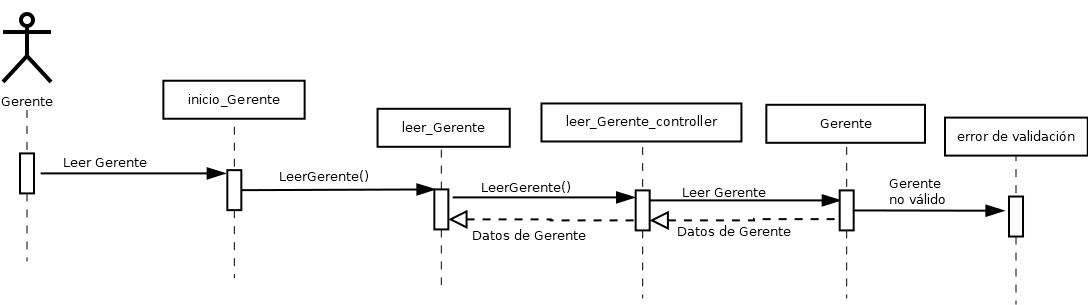 Gerente
inicio_Gerente
leer_Gerente
leer_Gerente_controller
Gerente
error de validación
Leer Gerente
LeerGerente()
LeerGerente()
Leer Gerente
Gerente
no válido
Datos de Gerente
Datos de Gerente